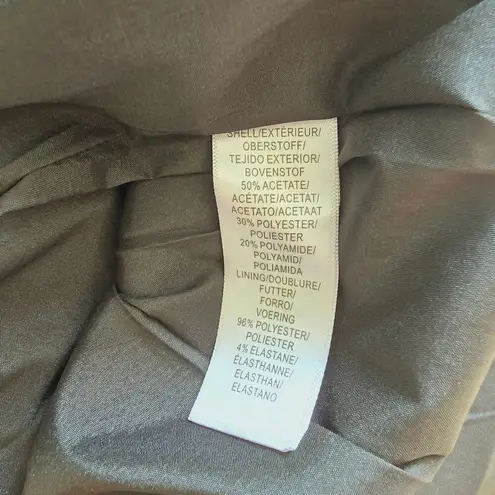 SHELL/EXTÉRIEUR/
OBERSTOFF/
TEJIDO EXTERIOR/
BOVENSTOF
50% ACETATE/
ACÉTATE/ACETAT/
ACETATO/ACETAAT
30% POLYESTER/
POLIESTER
20% POLYAMIDE/
POLYAMID/
POLIAMIDA
LINING/DOUBLURE/
FUTTER/
FORRO/
VOERING
96% POLYESTER/
POLIESTER
4% ELASTANE/
ÉLASTHANNE/
ELASTHAN/
ELASTANO